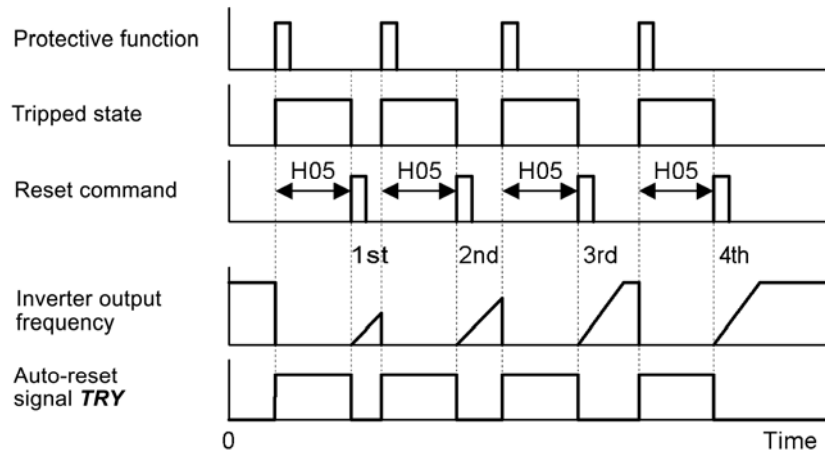 Protective function
Tripped state
H05 H05 H05 H05
Reset command
1st 2nd 3rd 4th
Inverter output
frequency
Auto-reset
signal TRY
0 Time